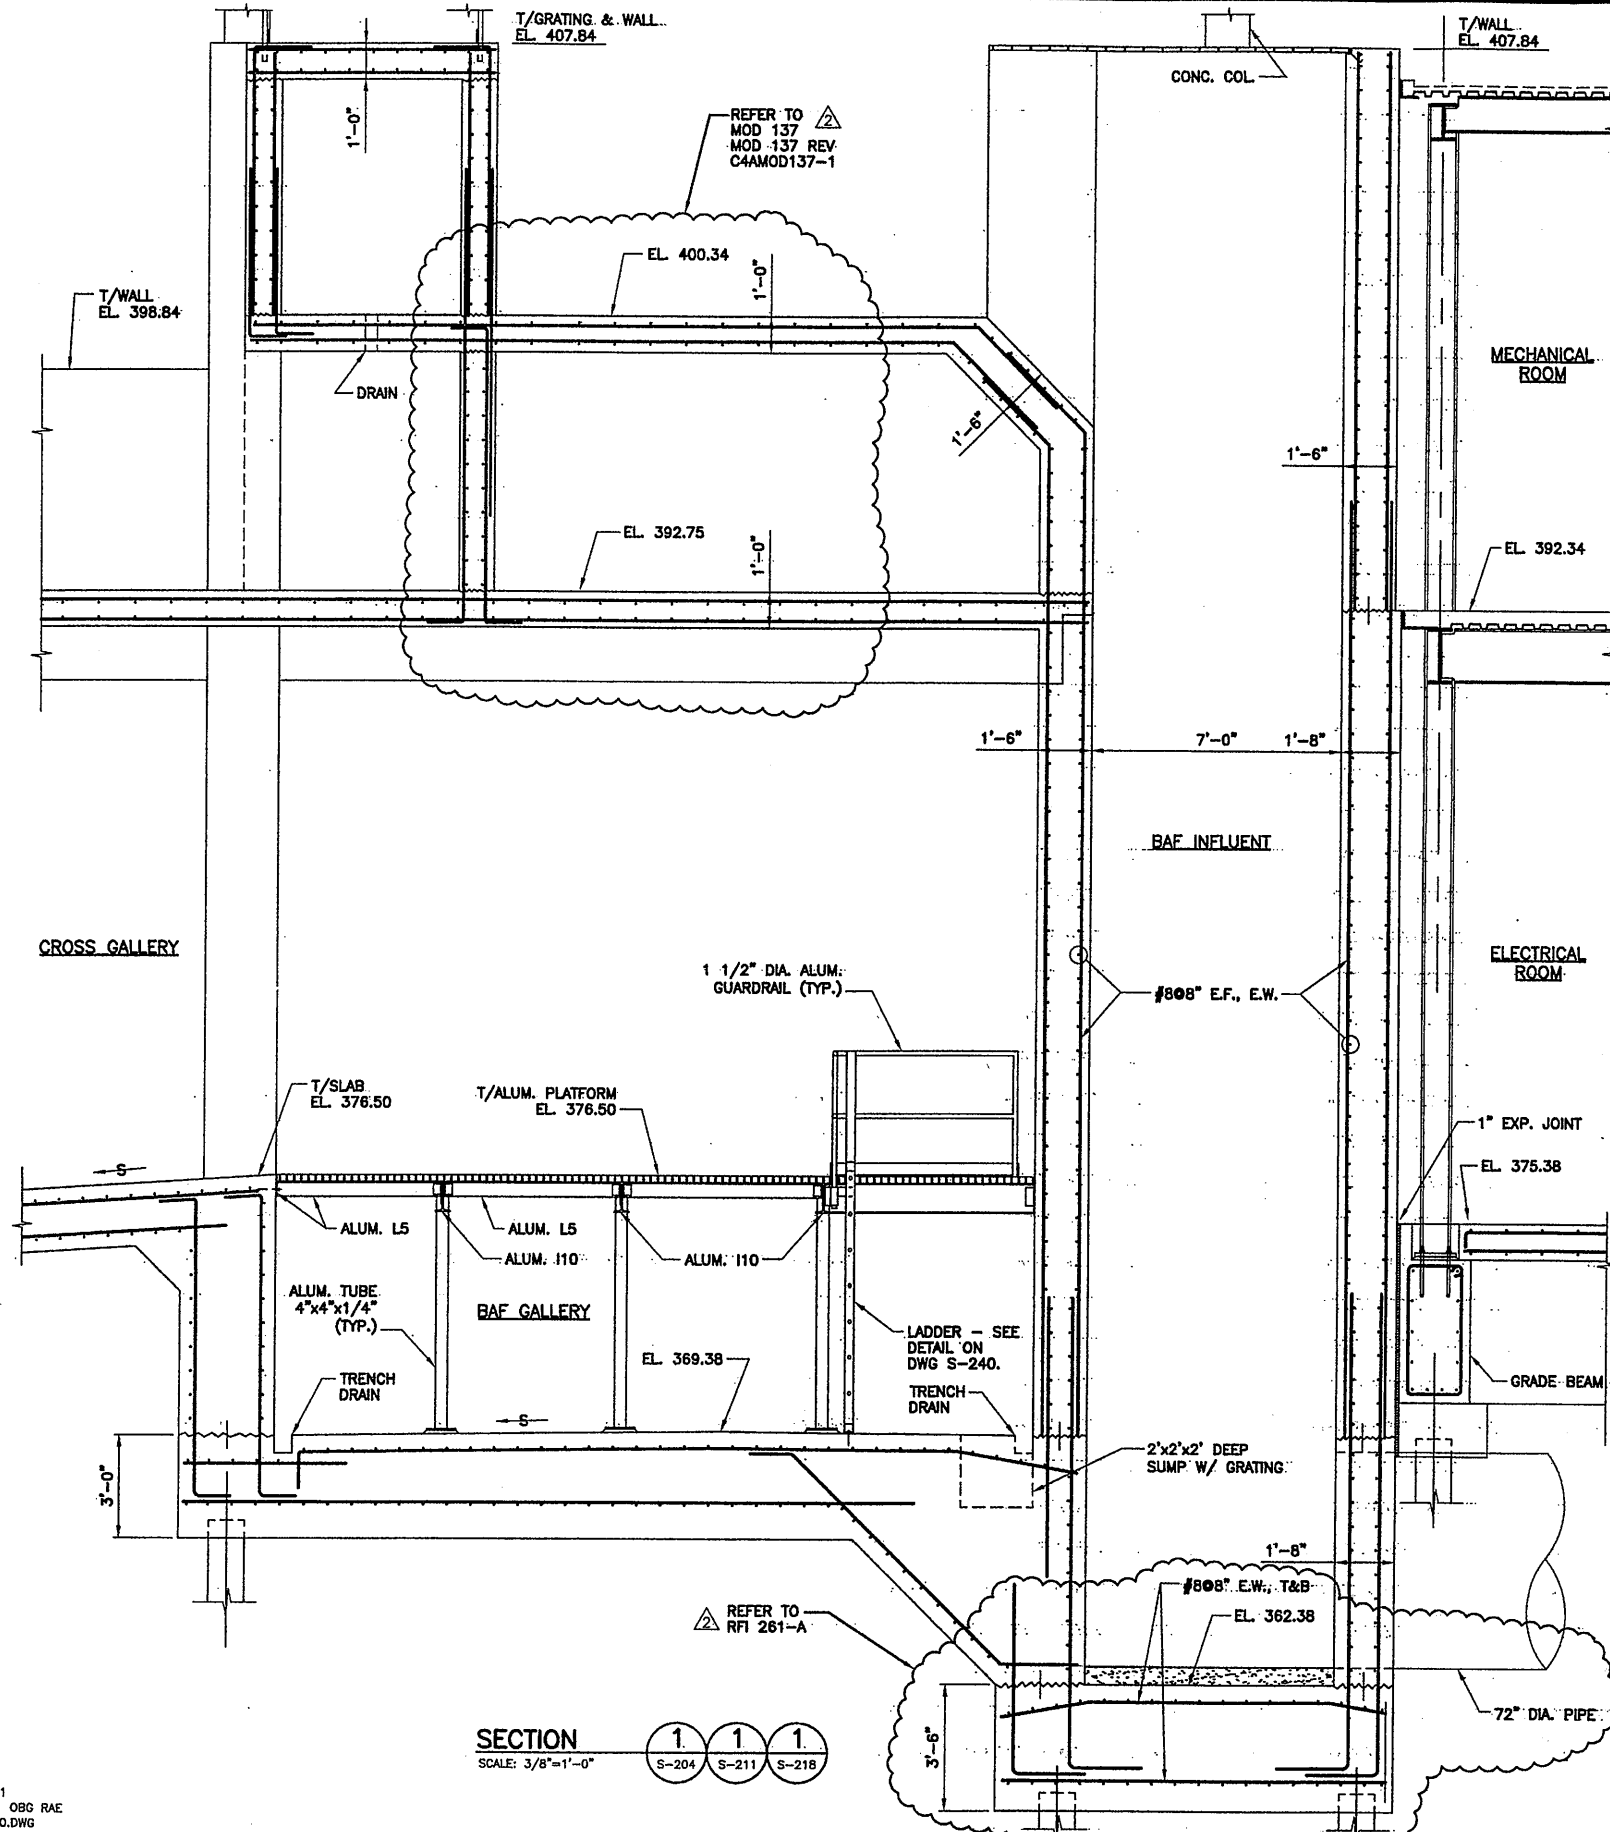 T/GRATING & WALL
EL. 407.84
T/WALL
EL. 407.84
CONC. COL.
1'-0"
REFER TO
MOD 137
MOD 137 REV
C4AMOD137-1
2
EL. 400.34
1'-0"
T/WALL
EL. 398.84
DRAIN
MECHANICAL
ROOM
1'-6"
1'-6"
EL. 392.75
1'-0"
EL. 392.34
1'-6"
7'-0"
1'-8"
BAF INFLUENT
CROSS GALLERY
1 1/2" DIA. ALUM.
GUARDRAIL (TYP.)
#8@8" E.F., E.W.
ELECTRICAL
ROOM
T/SLAB
EL. 376.50
T/ALUM. PLATFORM
EL. 376.50
1" EXP. JOINT
EL. 375.38
S
ALUM. L5
ALUM. L5
ALUM. I10
ALUM. I10
ALUM. TUBE
4"x4"x1/4"
(TYP.)
BAF GALLERY
LADDER - SEE
DETAIL ON
DWG S-240.
EL. 369.38
TRENCH
DRAIN
TRENCH
DRAIN
GRADE BEAM
S
2'x2'x2' DEEP
SUMP W/ GRATING
3'-0"
1'-8"
#8@8" E.W., T&B
EL. 362.38
2
REFER TO
RFI 261-A
72" DIA. PIPE
3'-6"
SECTION
SCALE: 3/8"=1'-0"
1
S-204
1
S-211
1
S-218
1
OBG RAE
O.DWG